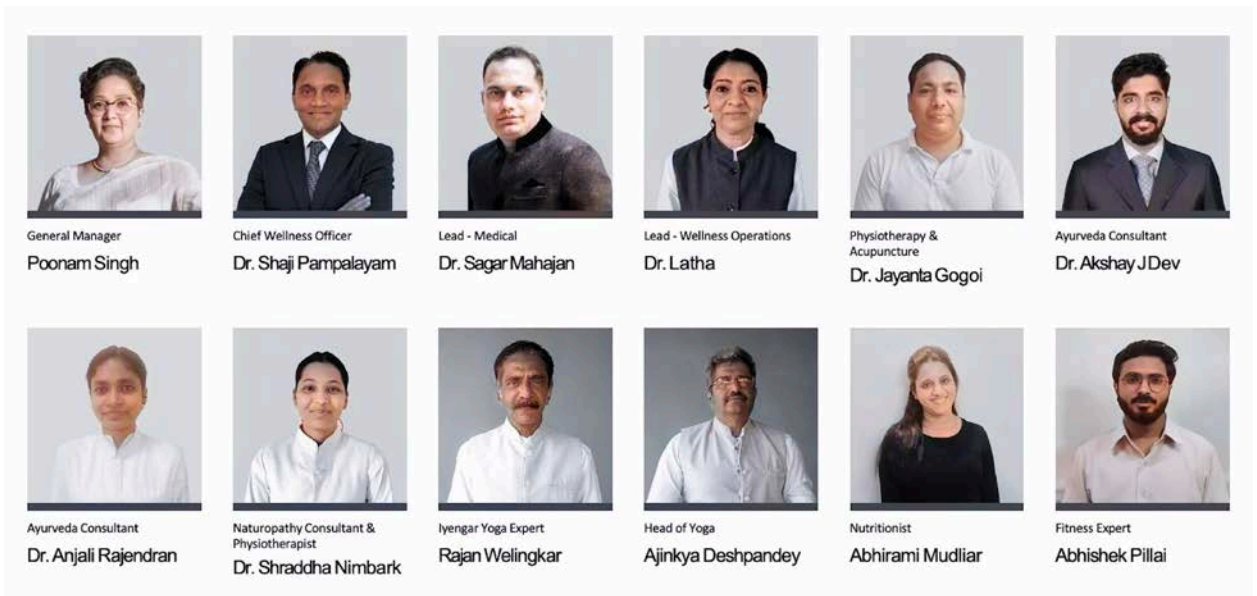 General Manager
Poonam Singh
Chief Wellness Officer
Dr. Shaji Pampalayam
Lead - Medical
Dr. Sagar Mahajan
Lead - Wellness Operations
Dr. Latha
Physiotherapy &
Acupuncture
Dr. Jayanta Gogoi
Ayurveda Consultant
Dr. Akshay J Dev
Ayurveda Consultant
Dr. Anjali Rajendran
Naturopathy Consultant &
Physiotherapist
Dr. Shraddha Nimbark
Iyengar Yoga Expert
Rajan Welingkar
Head of Yoga
Ajinkya Deshpandey
Nutritionist
Abhirami Mudliar
Fitness Expert
Abhishek Pillai